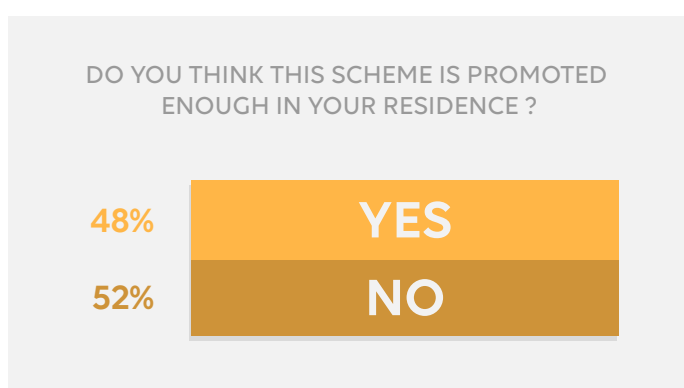 DO YOU THINK THIS SCHEME IS PROMOTED
ENOUGH IN YOUR RESIDENCE ?
48% YES
52% NO